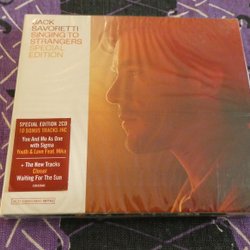 JACK
SAVORETTI
SINGING TO
STRANGERS
SPECIAL
EDITION
SPECIAL EDITION 2CD
10 BONUS TRACKS INC
You And Me As One
with Sigma
Youth & Love Feat. Mika
+ The New Tracks
Closer
Waiting For The Sun